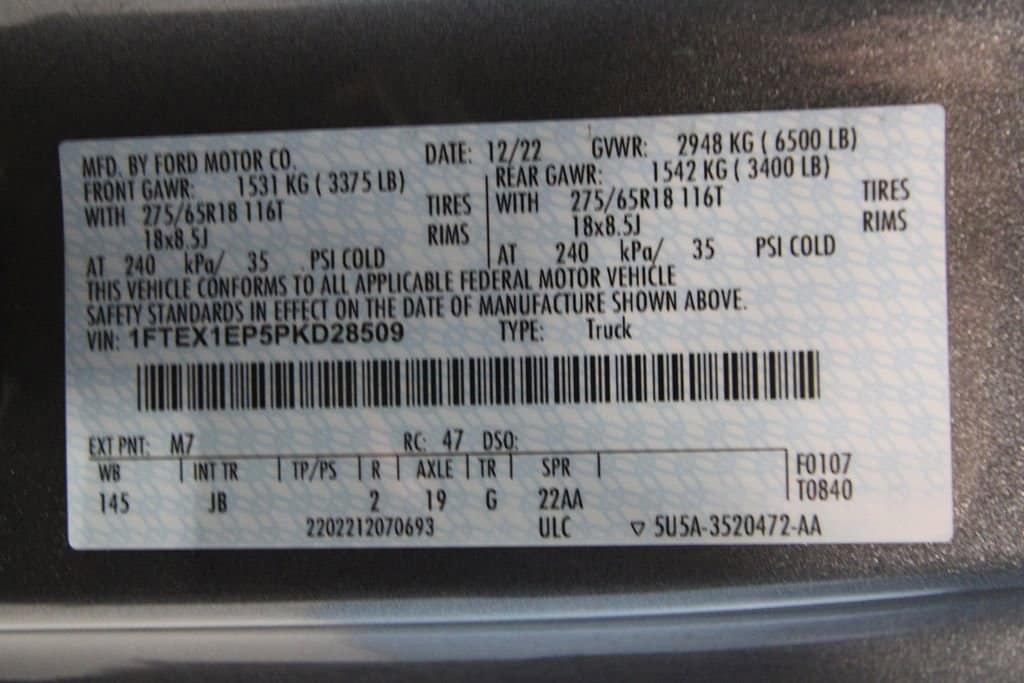 MFD. BY FORD MOTOR CO. DATE: 12/22 GVWR: 2948 KG ( 6500 LB)
FRONT GAWR: 1531 KG ( 3375 LB) REAR GAWR: 1542 KG ( 3400 LB)
WITH 275/65R18 116T TIRES WITH 275/65R18 116T TIRES
18x8.5J RIMS 18x8.5J RIMS
AT 240 kPa/ 35 PSI COLD AT 240 kPa/ 35 PSI COLD
THIS VEHICLE CONFORMS TO ALL APPLICABLE FEDERAL MOTOR VEHICLE
SAFETY STANDARDS IN EFFECT ON THE DATE OF MANUFACTURE SHOWN ABOVE.
VIN: 1FTEX1EP5PKD28509 TYPE: Truck
EXT PNT: M7 RC: 47 DSO:
WB INT TR TP/PS R AXLE TR SPR F0107
145 JB 2 19 G 22AA T0840
2202212070693 ULC ▽ 5U5A-3520472-AA